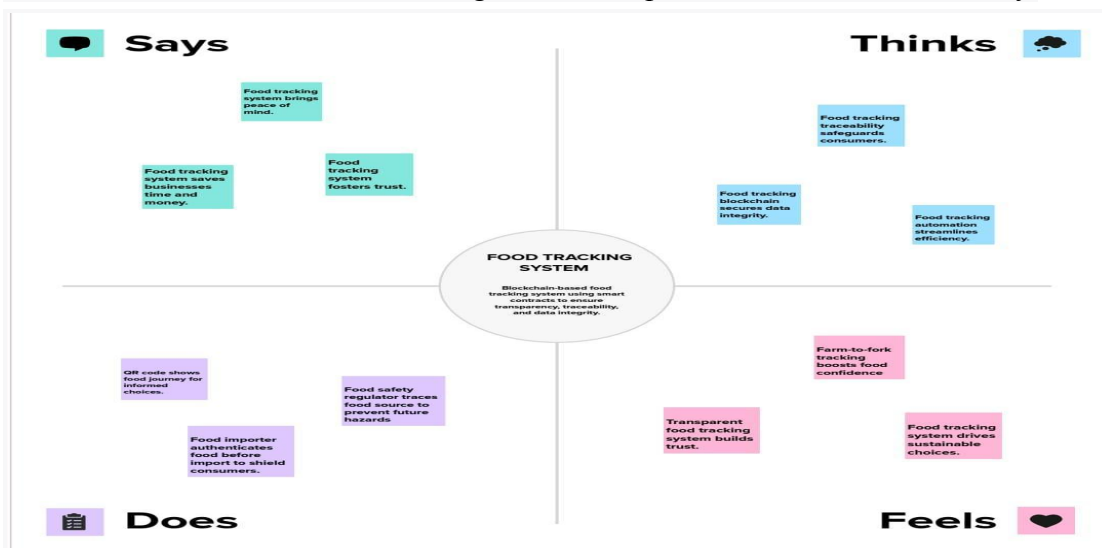 Says
Thinks
Food tracking
system brings
peace of
mind.
Food tracking
system saves
businesses
time and
money.
Food
tracking
system
fosters trust.
Food tracking
traceability
safeguards
consumers.
Food tracking
blockchain
secures data
integrity.
Food tracking
automation
streamlines
efficiency.
FOOD TRACKING
SYSTEM
Blockchain-based food
tracking system using smart
contracts to ensure
transparency, traceability,
and data integrity.
QR code shows
food journey for
informed
choices.
Food safety
regulator traces
food source to
prevent future
hazards
Food importer
authenticates
food before
import to shield
consumers.
Farm-to-fork
tracking
boosts food
confidence
Transparent
food tracking
system builds
trust.
Food tracking
system drives
sustainable
choices.
Does
Feels